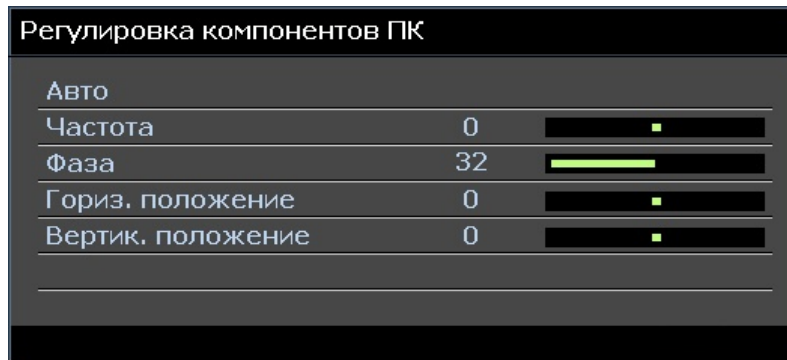 Регулировка компонентов ПК
Авто
Частота 0
Фаза 32
Гориз. положение 0
Вертик. положение 0